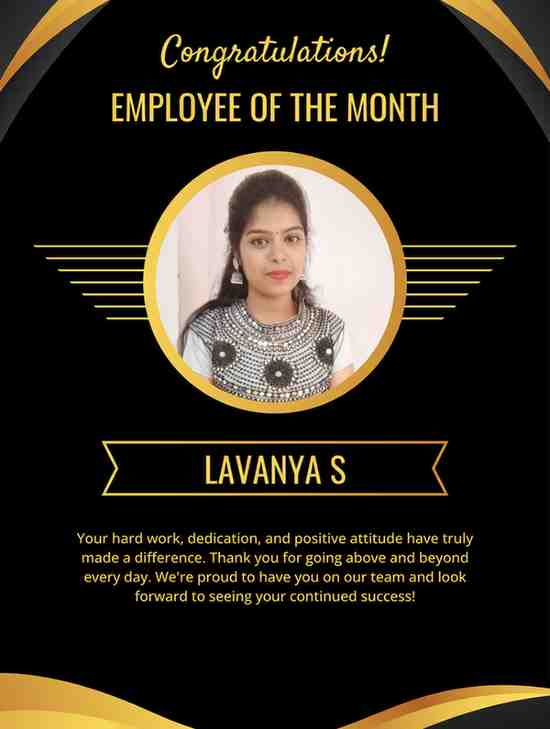 Congratulations!
EMPLOYEE OF THE MONTH
LAVANYA S
Your hard work, dedication, and positive attitude have truly
made a difference. Thank you for going above and beyond
every day. We're proud to have you on our team and look
forward to seeing your continued success!